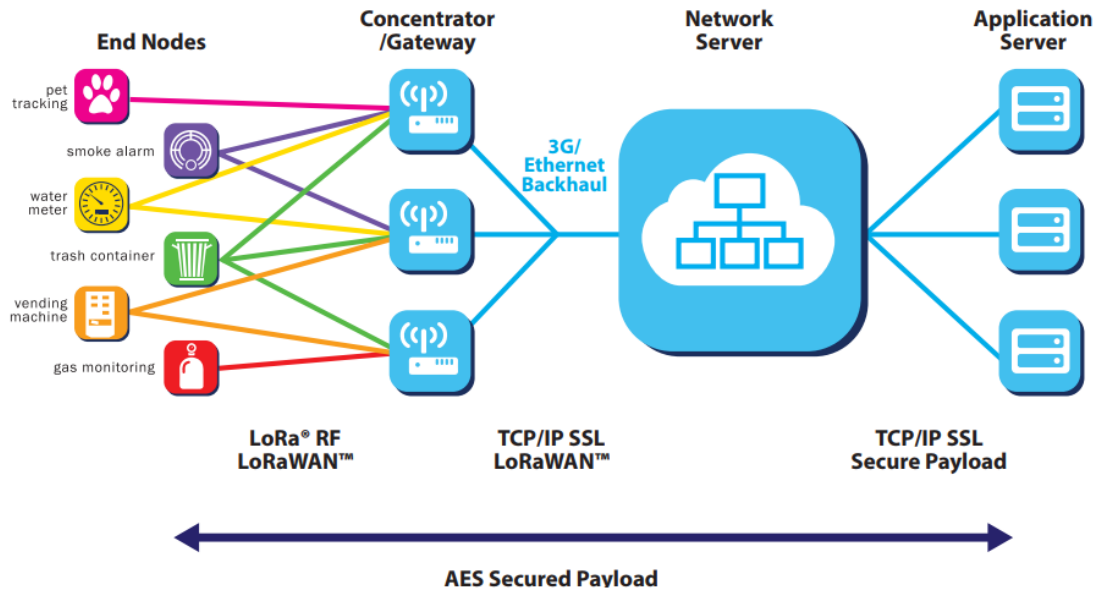 End Nodes
Concentrator
/Gateway
Network
Server
Application
Server
pet
tracking
smoke alarm
water
meter
trash container
vending
machine
gas monitoring
3G/
Ethernet
Backhaul
LoRa® RF
LoRaWAN™
TCP/IP SSL
LoRaWAN™
TCP/IP SSL
Secure Payload
AES Secured Payload